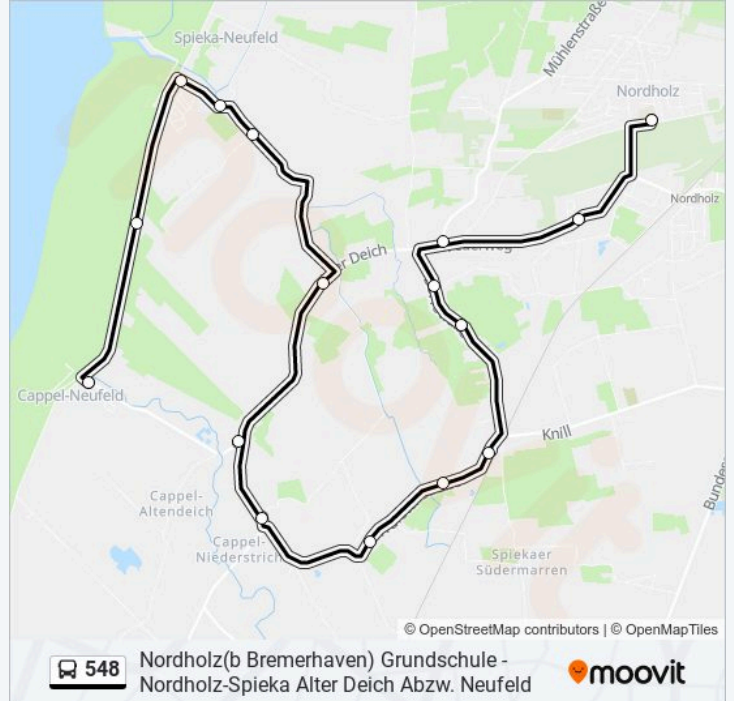 Spieka-Neufeld
Mühlenstraße
Nordholz
Nordholz
Deich
Cappel-Neufeld
Knill
Cappel-
Altendeich
Cappel-
Niederstrich
Spiekaer
Südermarren
© OpenStreetMap contributors | © OpenMapTiles
548
Nordholz(b Bremerhaven) Grundschule -
Nordholz-Spieka Alter Deich Abzw. Neufeld
moovit